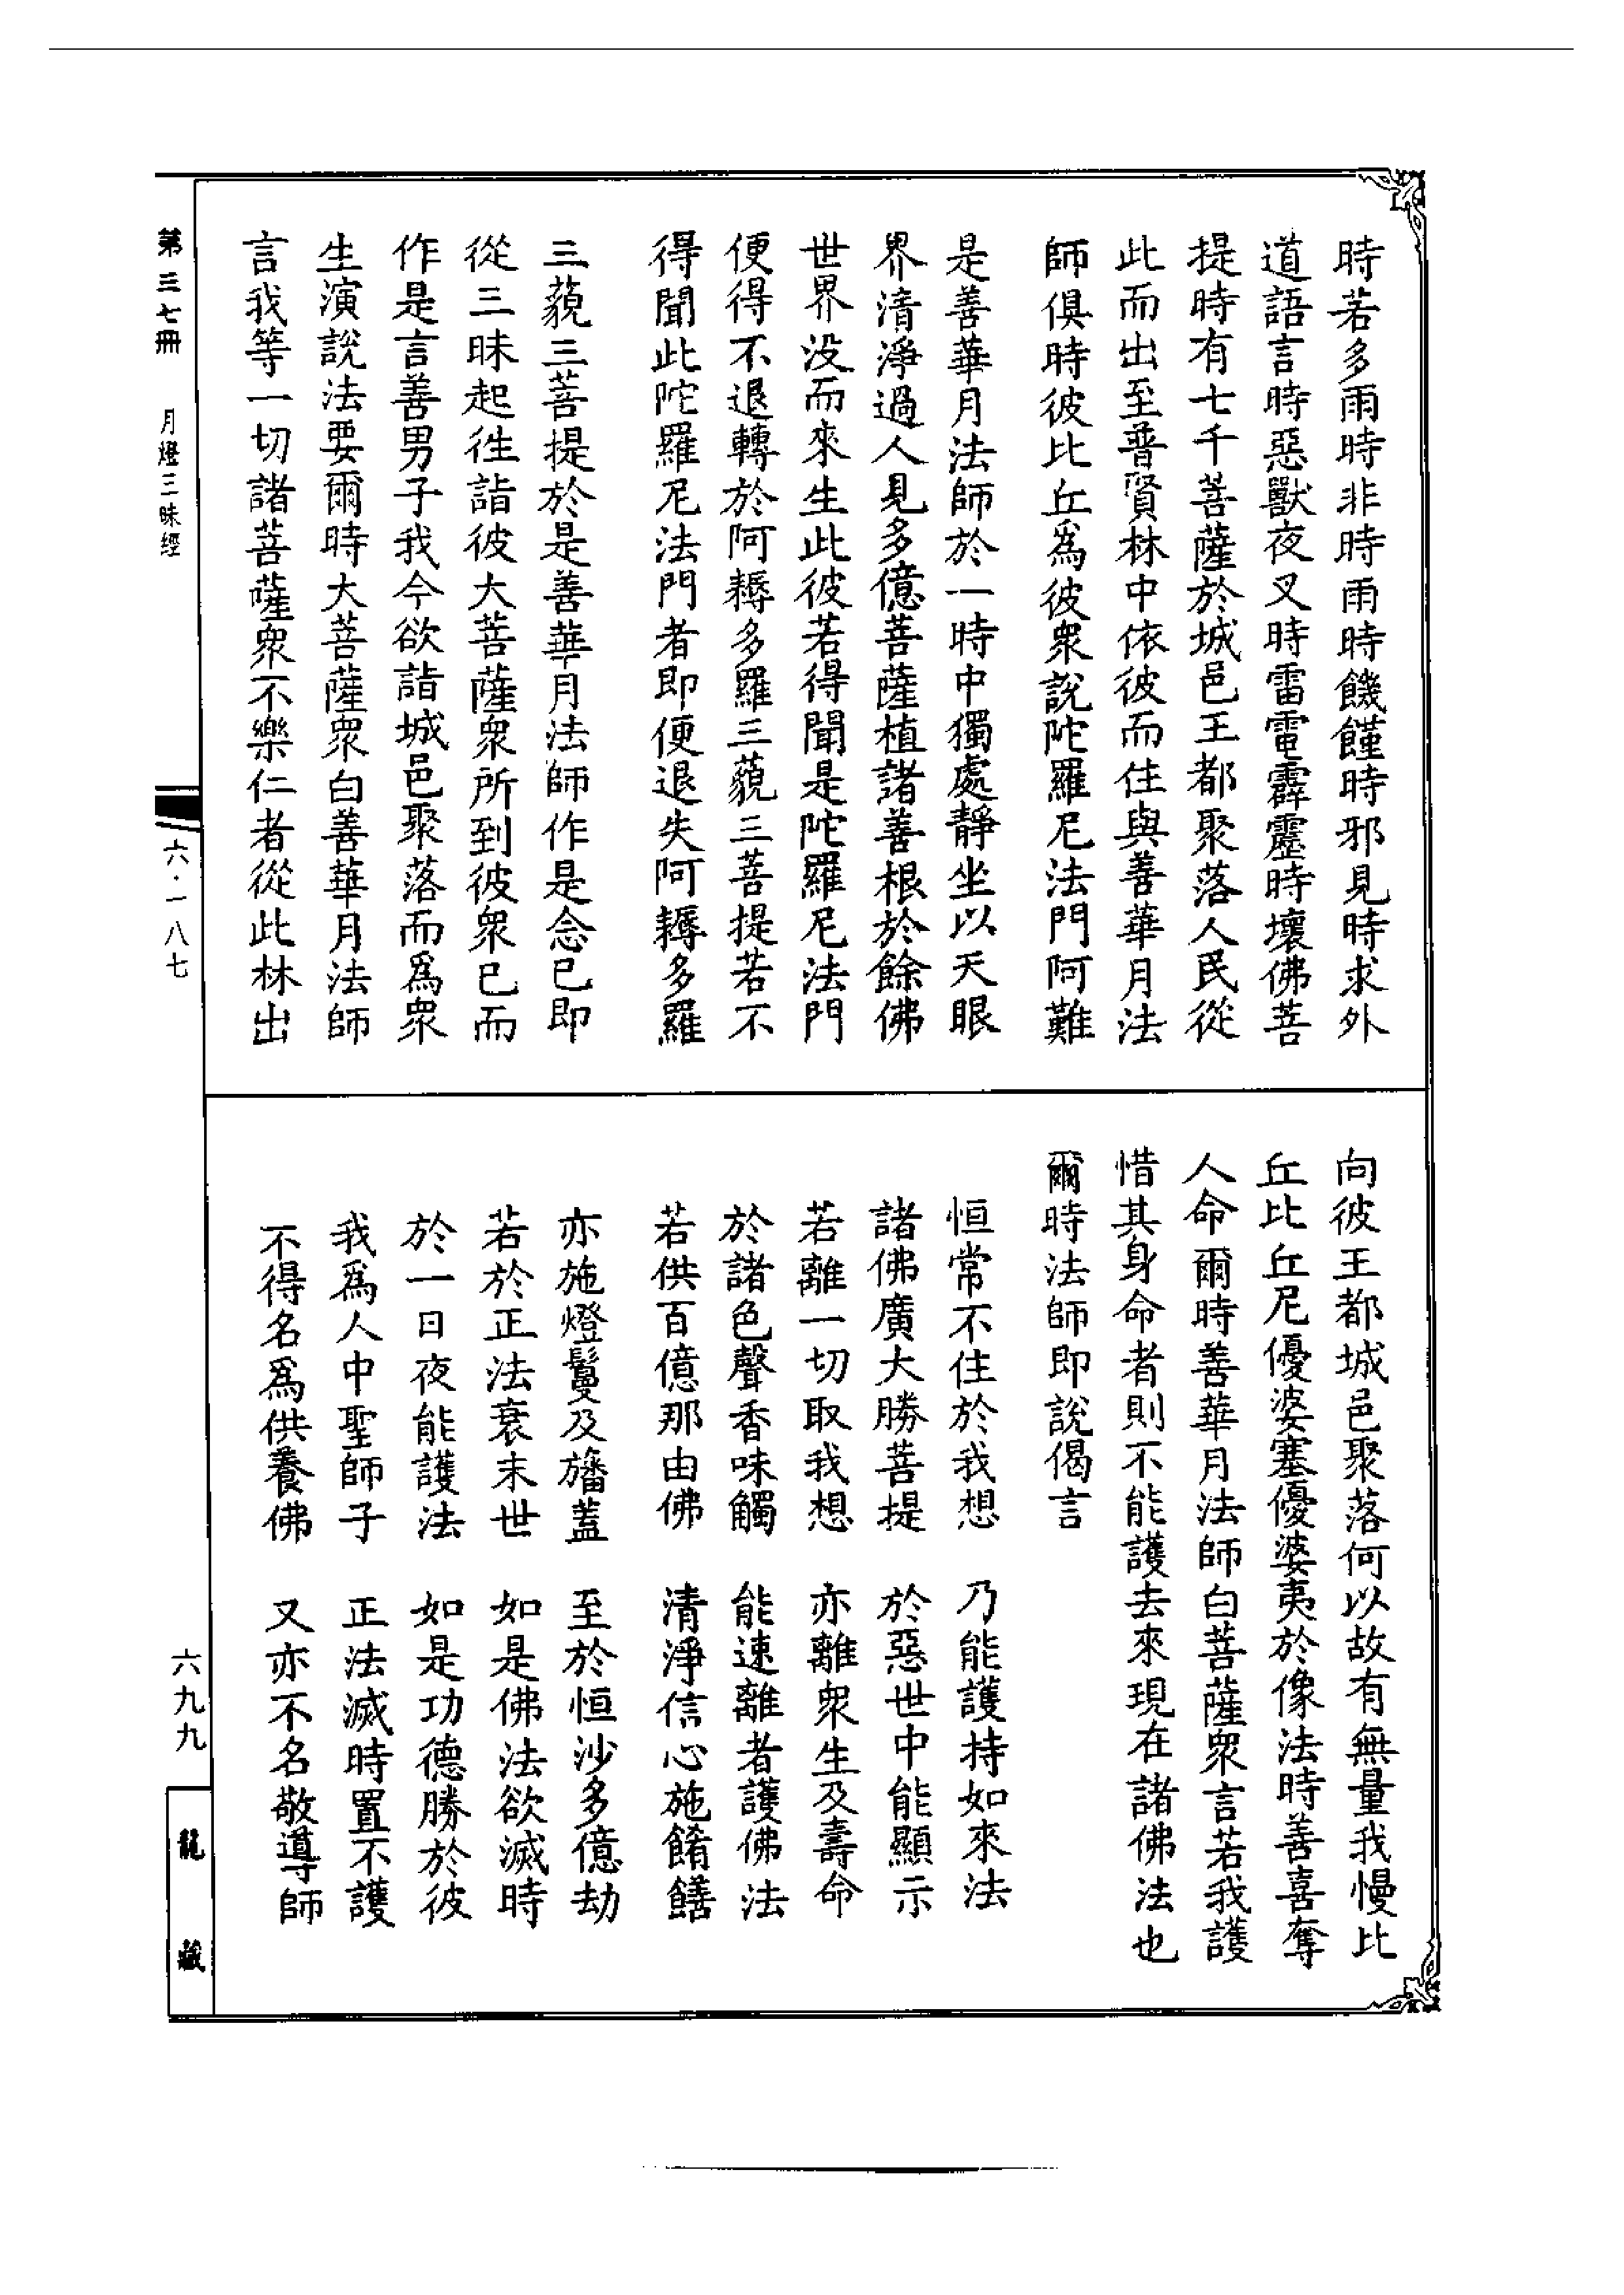 時若多雨時非時雨時饑饉時邪見時求外
道語言時惡獸夜叉時雷電霹靂時壞佛菩
提時有七千菩薩於城邑王都聚落人民從
此而出至普賢林中依彼而住與善華月法
師俱時彼比丘爲彼衆說陀羅尼法門阿難
是善華月法師於一時中獨處靜坐以天眼
界清淨過人見多億菩薩植諸善根於餘佛
世界没而來生此彼若得聞是陀羅尼法門
便得不退轉於阿耨多羅三藐三菩提若不
得聞此陀羅尼法門者即便退失阿耨多羅
三藐三菩提於是善華月法師作是念已即
從三昧起徃詣彼大菩薩衆所到彼衆已而
作是言善男子我今欲詣城邑聚落而爲衆
生演說法要爾時大菩薩衆白善華月法師
言我等一切諸菩薩衆不樂仁者從此林出
向彼王都城邑聚落何以故有無量我慢比
丘比丘尼優婆塞優婆夷於像法時善喜奪
人命爾時善華月法師白菩薩衆言若我護
惜其身命者則不能護去來現在諸佛法也
爾時法師即說偈言
恒常不住於我想　乃能護持如來法
諸佛廣大勝菩提　於惡世中能顯示
若離一切取我想　亦離衆生及壽命
於諸色聲香味觸　能速離者護佛法
若供百億那由佛　清淨信心施餚饍
亦施燈鬘及旛蓋　至於恒沙多億劫
若於正法衰末世　如是佛法欲滅時
於一日夜能護法　如是功德勝於彼
我爲人中聖師子　正法滅時置不護
不得名爲供養佛　又亦不名敬導師
第三七冊　月燈三昧經
六·一八七
六九九
龍藏